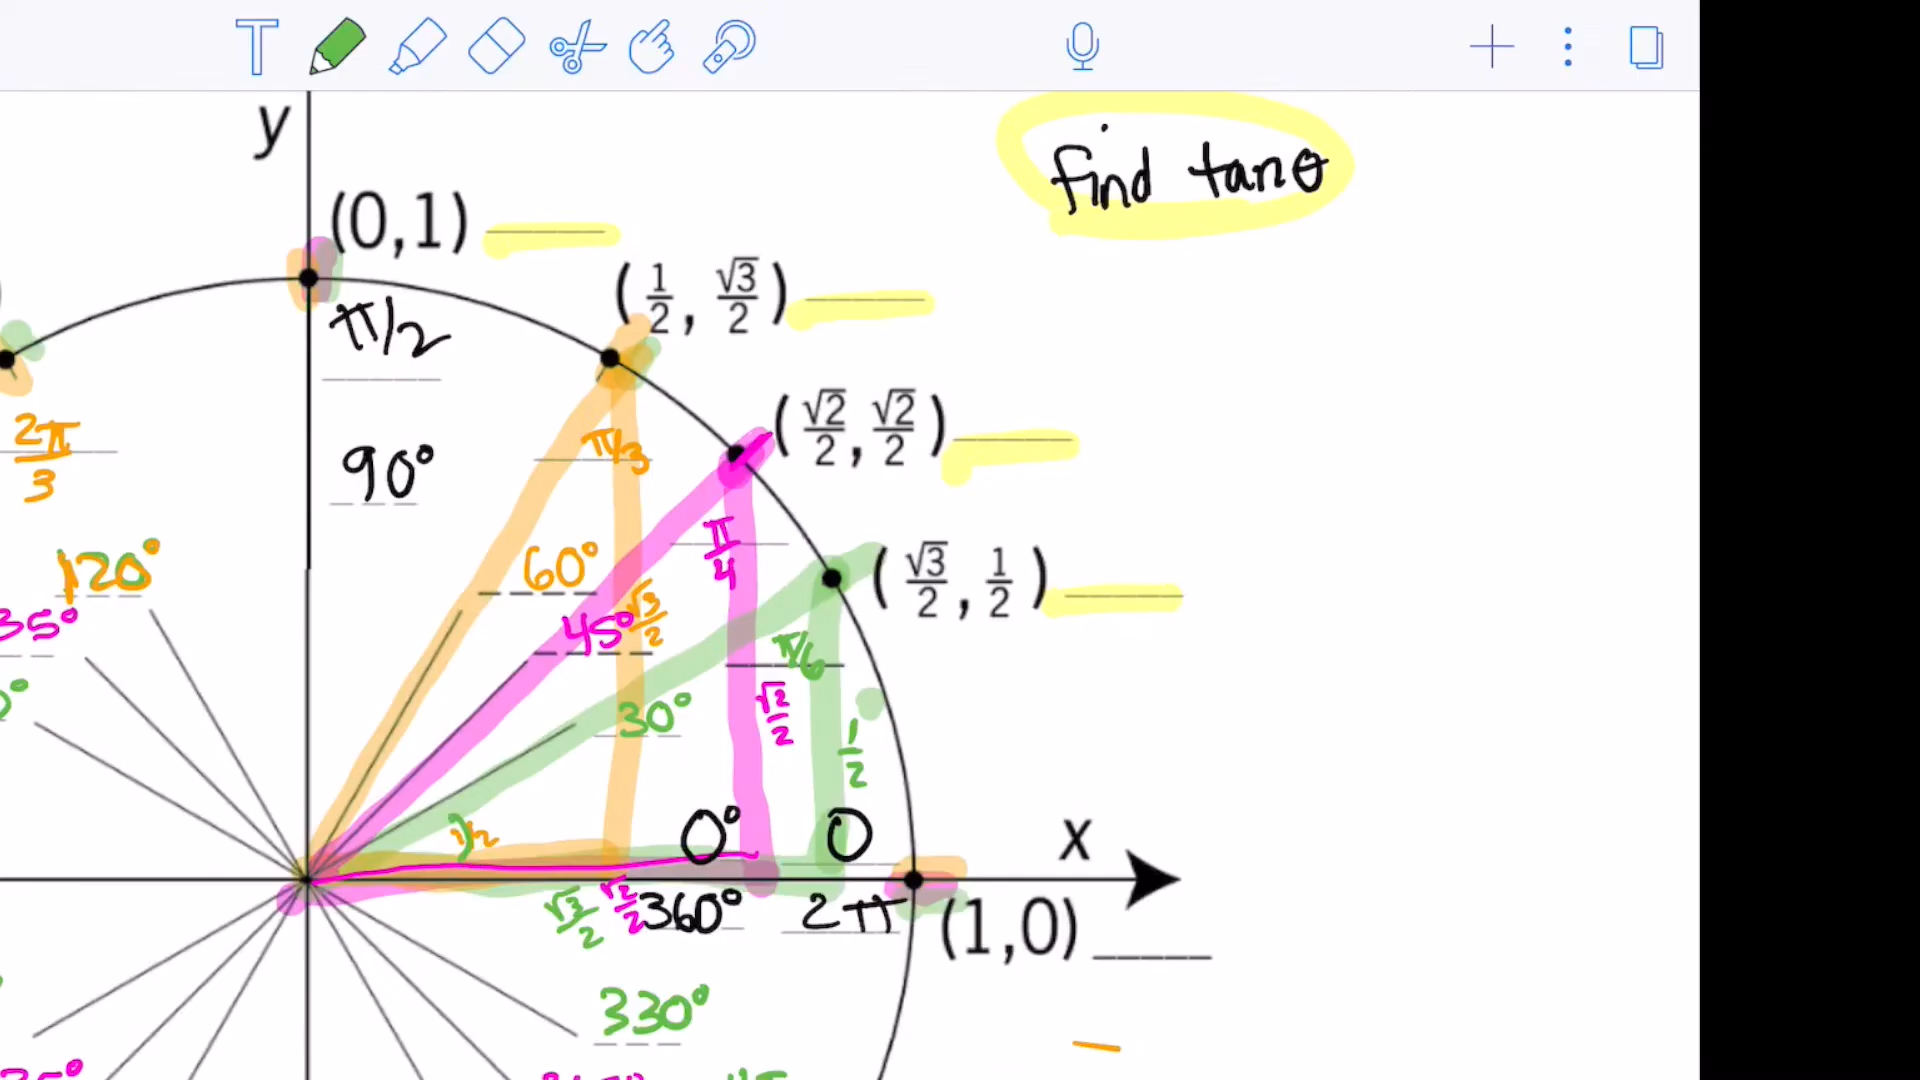 T
y
find tanθ
(0,1)
(1/2, √3/2)
π/2
(√2/2, √2/2)
2π/3
π/3
90°
π/4
(√3/2, 1/2)
120°
60°
35°
45°
√3/2
π/6
30°
√2/2
1/2
1/2
0°
0
x
√3/2
√2/2
360°
2π
(1,0)
330°